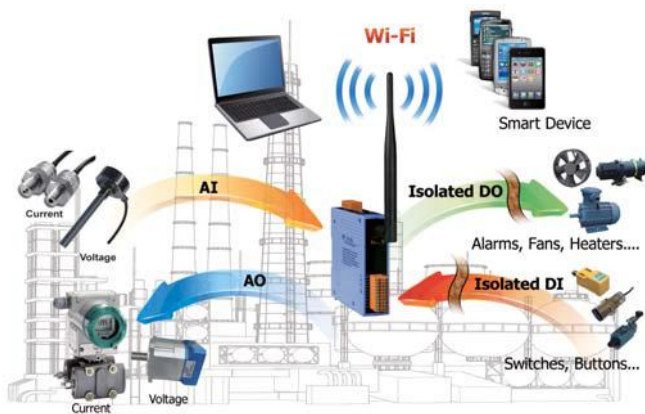 Wi-Fi
Smart Device
AI
Isolated DO
Current
Voltage
Alarms, Fans, Heaters....
AO
Isolated DI
Switches, Buttons...
Current
Voltage